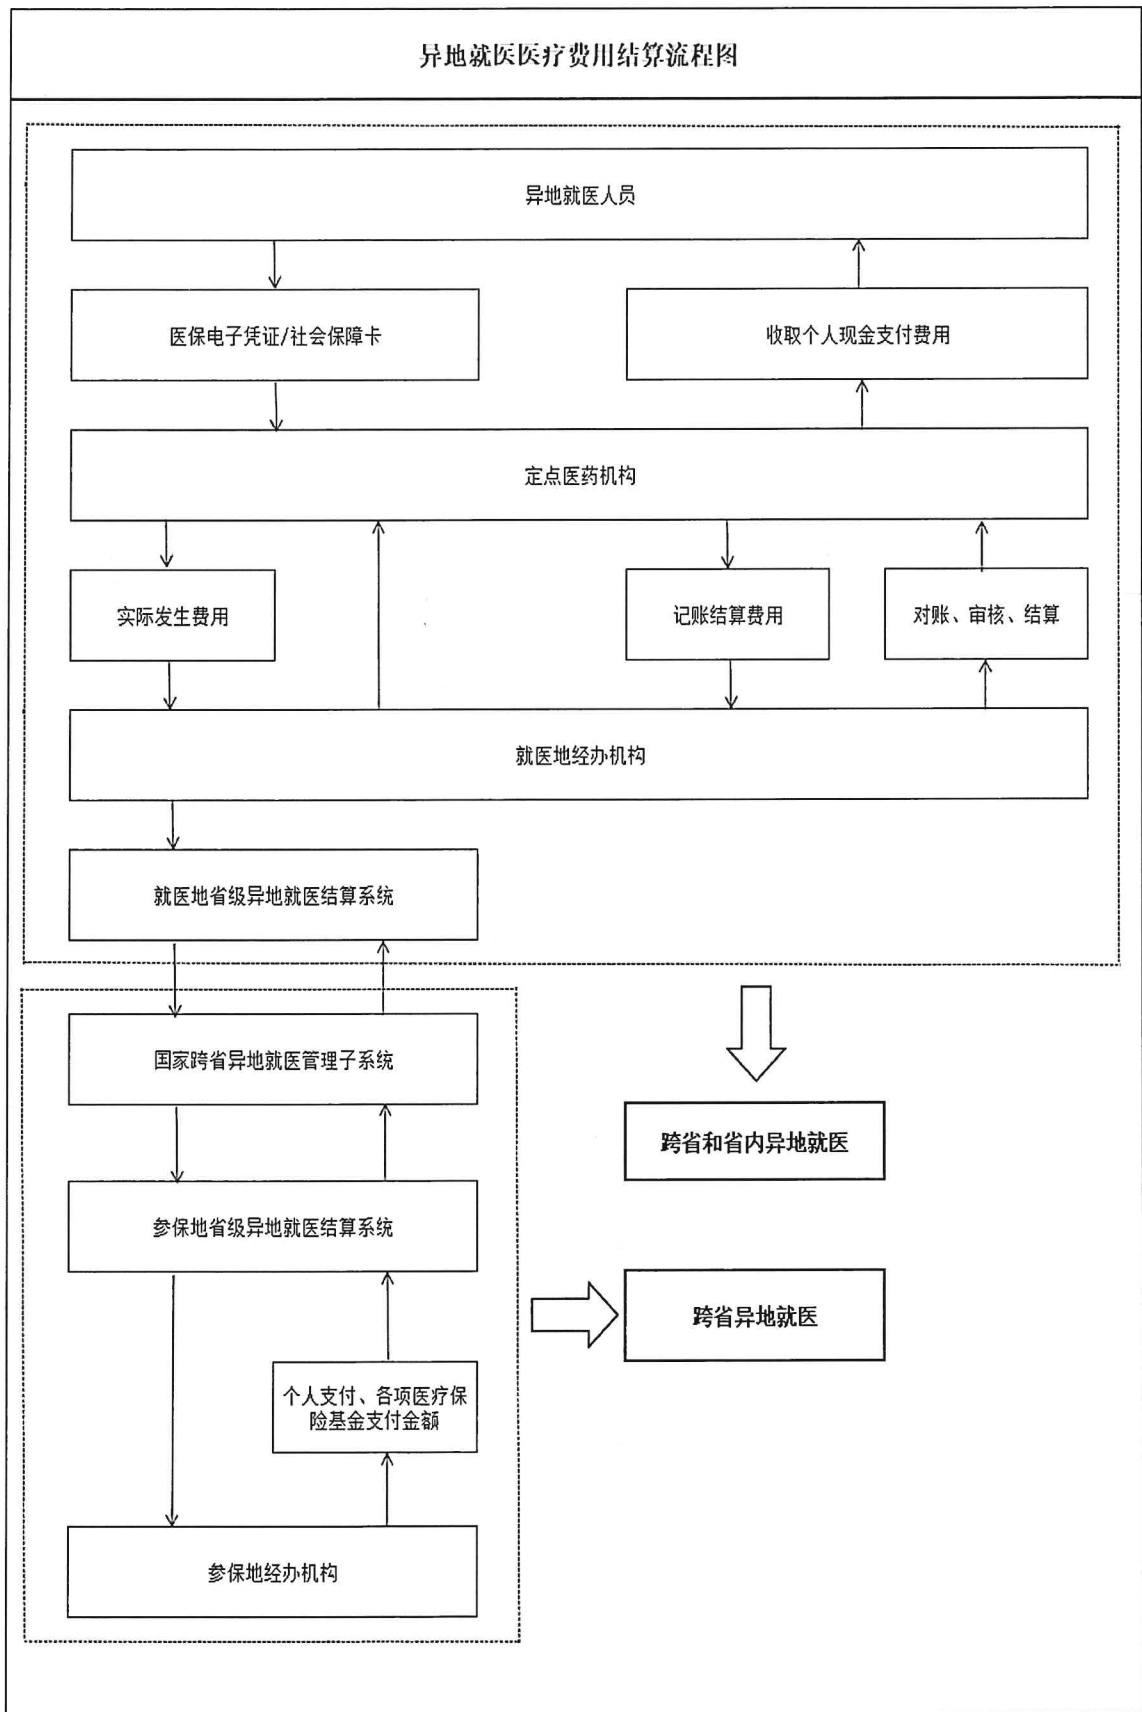 异地就医医疗费用结算流程图
异地就医人员
医保电子凭证/社会保障卡
收取个人现金支付费用
定点医药机构
实际发生费用
记账结算费用
对账、审核、结算
就医地经办机构
就医地省级异地就医结算系统
国家跨省异地就医管理子系统
跨省和省内异地就医
参保地省级异地就医结算系统
跨省异地就医
个人支付、各项医疗保
险基金支付金额
参保地经办机构